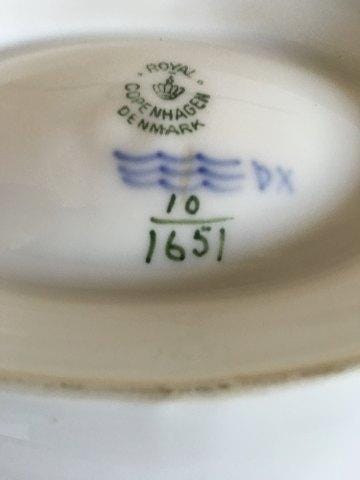 ROYAL
COPENHAGEN
DENMARK
DX
10
1651